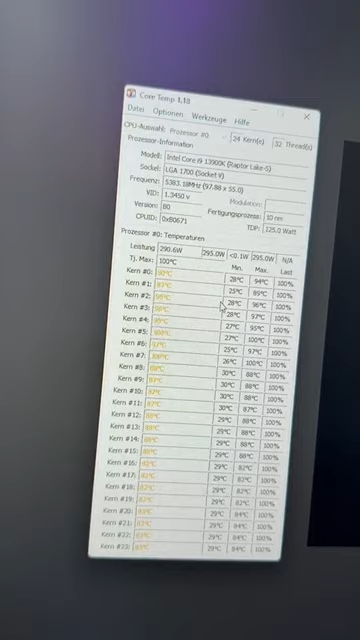 Core Temp 1.18
Datei Optionen Werkzeuge Hilfe
CPU-Auswahl: Prozessor #0 24 Kern(e) 32 Thread(s)
Prozessor-Information
Modell: Intel Core i9 13900K (Raptor Lake-S)
Sockel: LGA 1700 (Socket V)
Frequenz: 5383.18MHz (97.88 x 55.0)
VID: 1.3450 v Modulation:
Version: B0 Fertigungsprozess: 10 nm
CPUID: 0xB0671 TDP: 125.0 Watt
Prozessor #0: Temperaturen
Leistung 290.6W 295.0W <0.1W 295.0W N/A
Tj. Max: 100°C Min. Max. Last
Kern #0: 28°C 94°C 100%
Kern #1: 25°C 89°C 100%
Kern #2: 28°C 96°C 100%
Kern #3: 28°C 97°C 100%
Kern #4: 27°C 95°C 100%
Kern #5: 27°C 100°C 100%
Kern #6: 25°C 97°C 100%
Kern #7: 26°C 100°C 100%
Kern #8: 30°C 88°C 100%
Kern #9: 30°C 88°C 100%
Kern #10: 30°C 88°C 100%
Kern #11: 30°C 87°C 100%
Kern #12: 29°C 88°C 100%
Kern #13: 29°C 88°C 100%
Kern #14: 29°C 88°C 100%
Kern #15: 29°C 88°C 100%
Kern #16: 29°C 82°C 100%
Kern #17: 29°C 82°C 100%
Kern #18: 29°C 82°C 100%
Kern #19: 29°C 82°C 100%
Kern #20: 29°C 84°C 100%
Kern #21: 29°C 84°C 100%
Kern #22: 29°C 84°C 100%
Kern #23: 29°C 84°C 100%